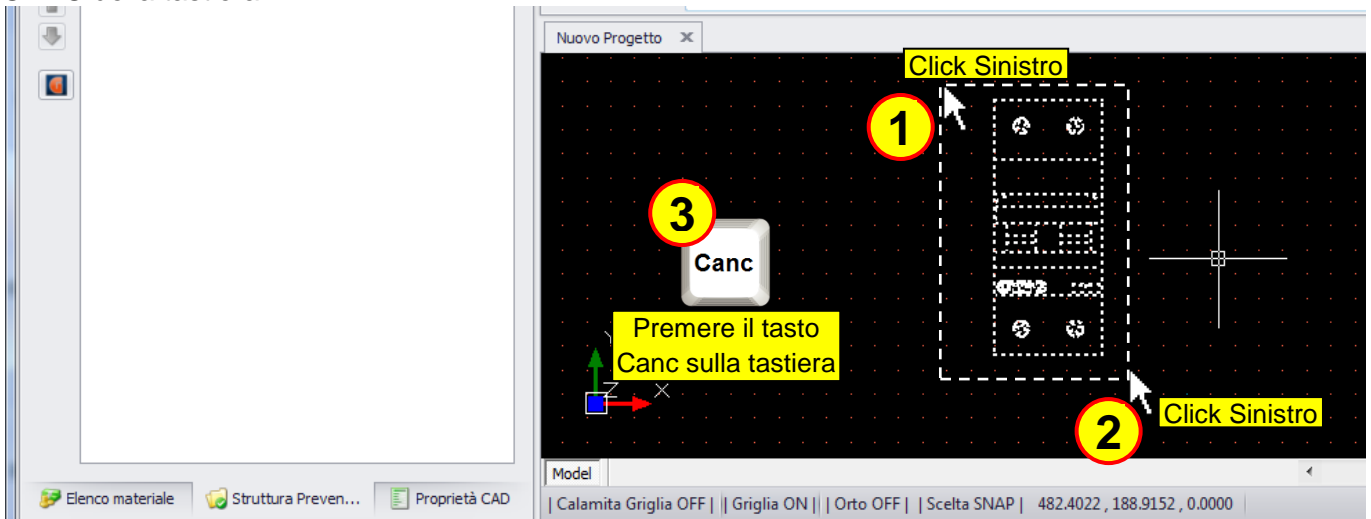 Nuovo Progetto
Click Sinistro
1
3
Canc
Premere il tasto
Canc sulla tastiera
Y
Z
X
2
Click Sinistro
Model
Elenco materiale
Struttura Preven...
Proprietà CAD
| Calamita Griglia OFF | | Griglia ON | | Orto OFF | | Scelta SNAP | 482.4022 , 188.9152 , 0.0000